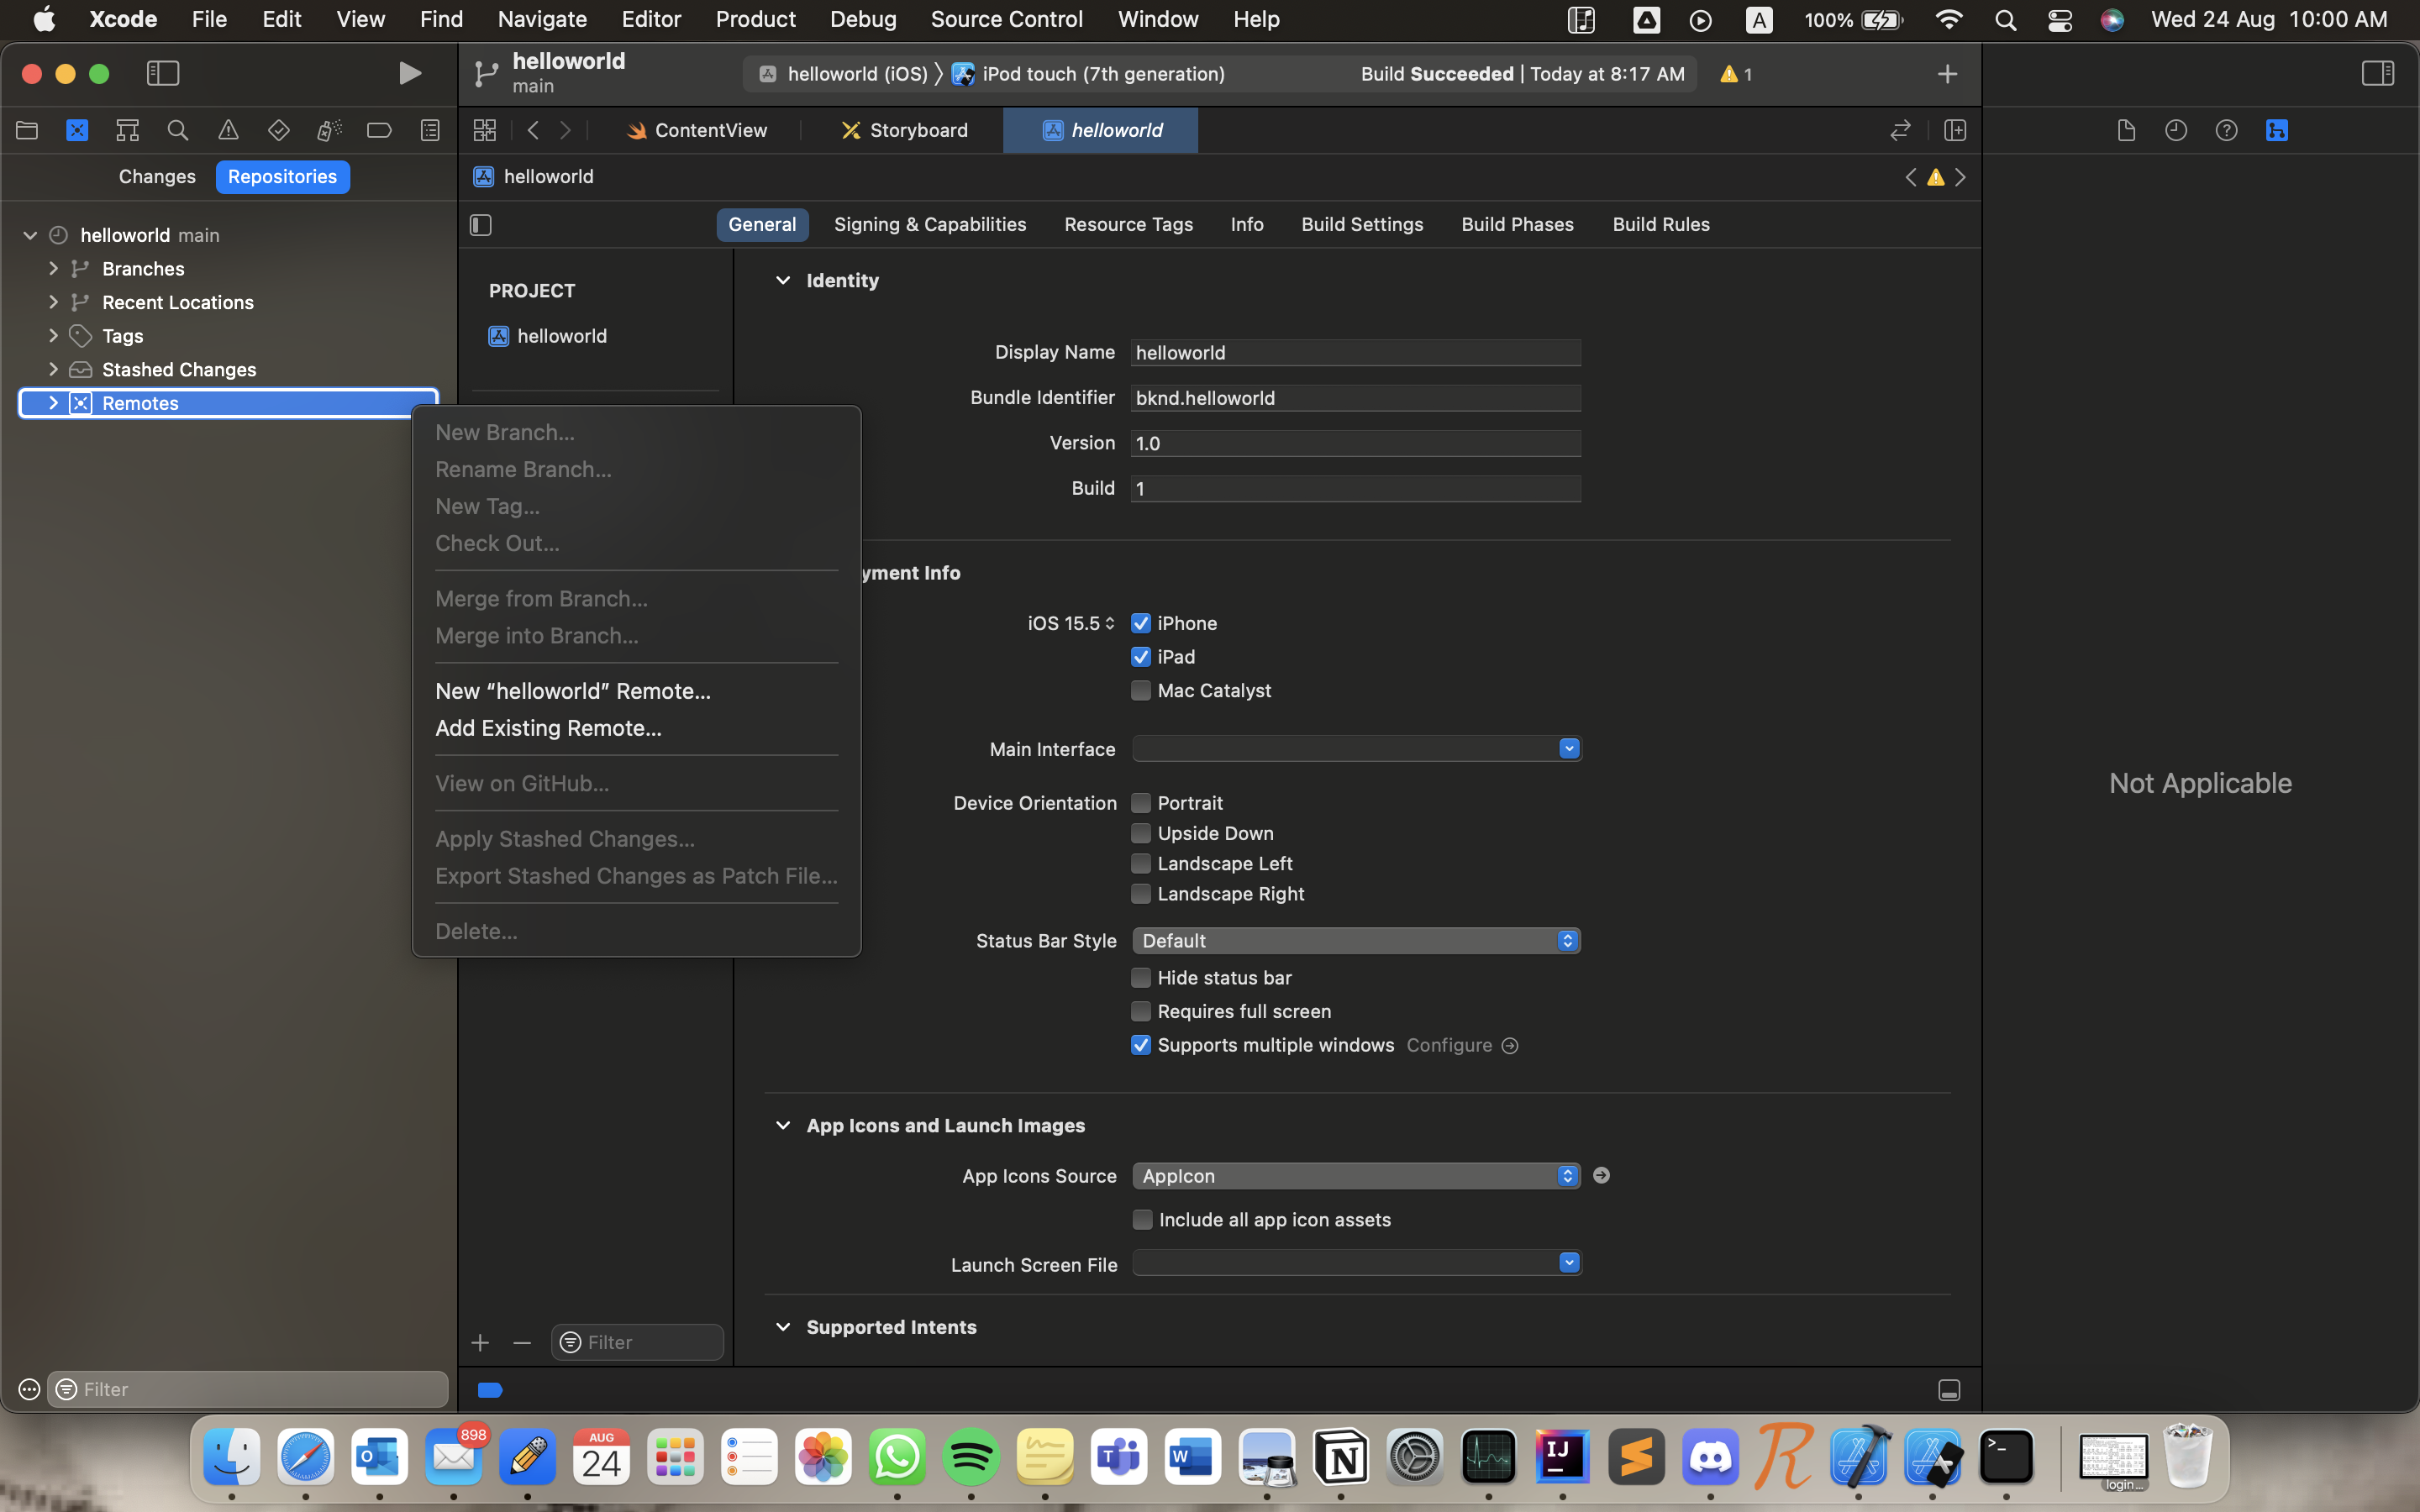 Xcode File Edit View Find Navigate Editor Product Debug Source Control Window Help A 100% Wed 24 Aug 10:00 AM
helloworld
main
helloworld (iOS) iPod touch (7th generation) Build Succeeded | Today at 8:17 AM 1
ContentView Storyboard helloworld
Changes Repositories
helloworld
General Signing & Capabilities Resource Tags Info Build Settings Build Phases Build Rules
helloworld main
Branches
Recent Locations
Tags
Stashed Changes
Remotes
New Branch...
Rename Branch...
New Tag...
Check Out...
Merge from Branch...
Merge into Branch...
New “helloworld” Remote...
Add Existing Remote...
View on GitHub...
Apply Stashed Changes...
Export Stashed Changes as Patch File...
Delete...
PROJECT
helloworld
Identity
Display Name helloworld
Bundle Identifier bknd.helloworld
Version 1.0
Build 1
yment Info
iOS 15.5 iPhone
iPad
Mac Catalyst
Main Interface
Device Orientation Portrait
Upside Down
Landscape Left
Landscape Right
Status Bar Style Default
Hide status bar
Requires full screen
Supports multiple windows Configure
App Icons and Launch Images
App Icons Source AppIcon
Include all app icon assets
Launch Screen File
Supported Intents
Not Applicable
Filter
Filter
898
AUG
24
W
N
IJ
R
login...